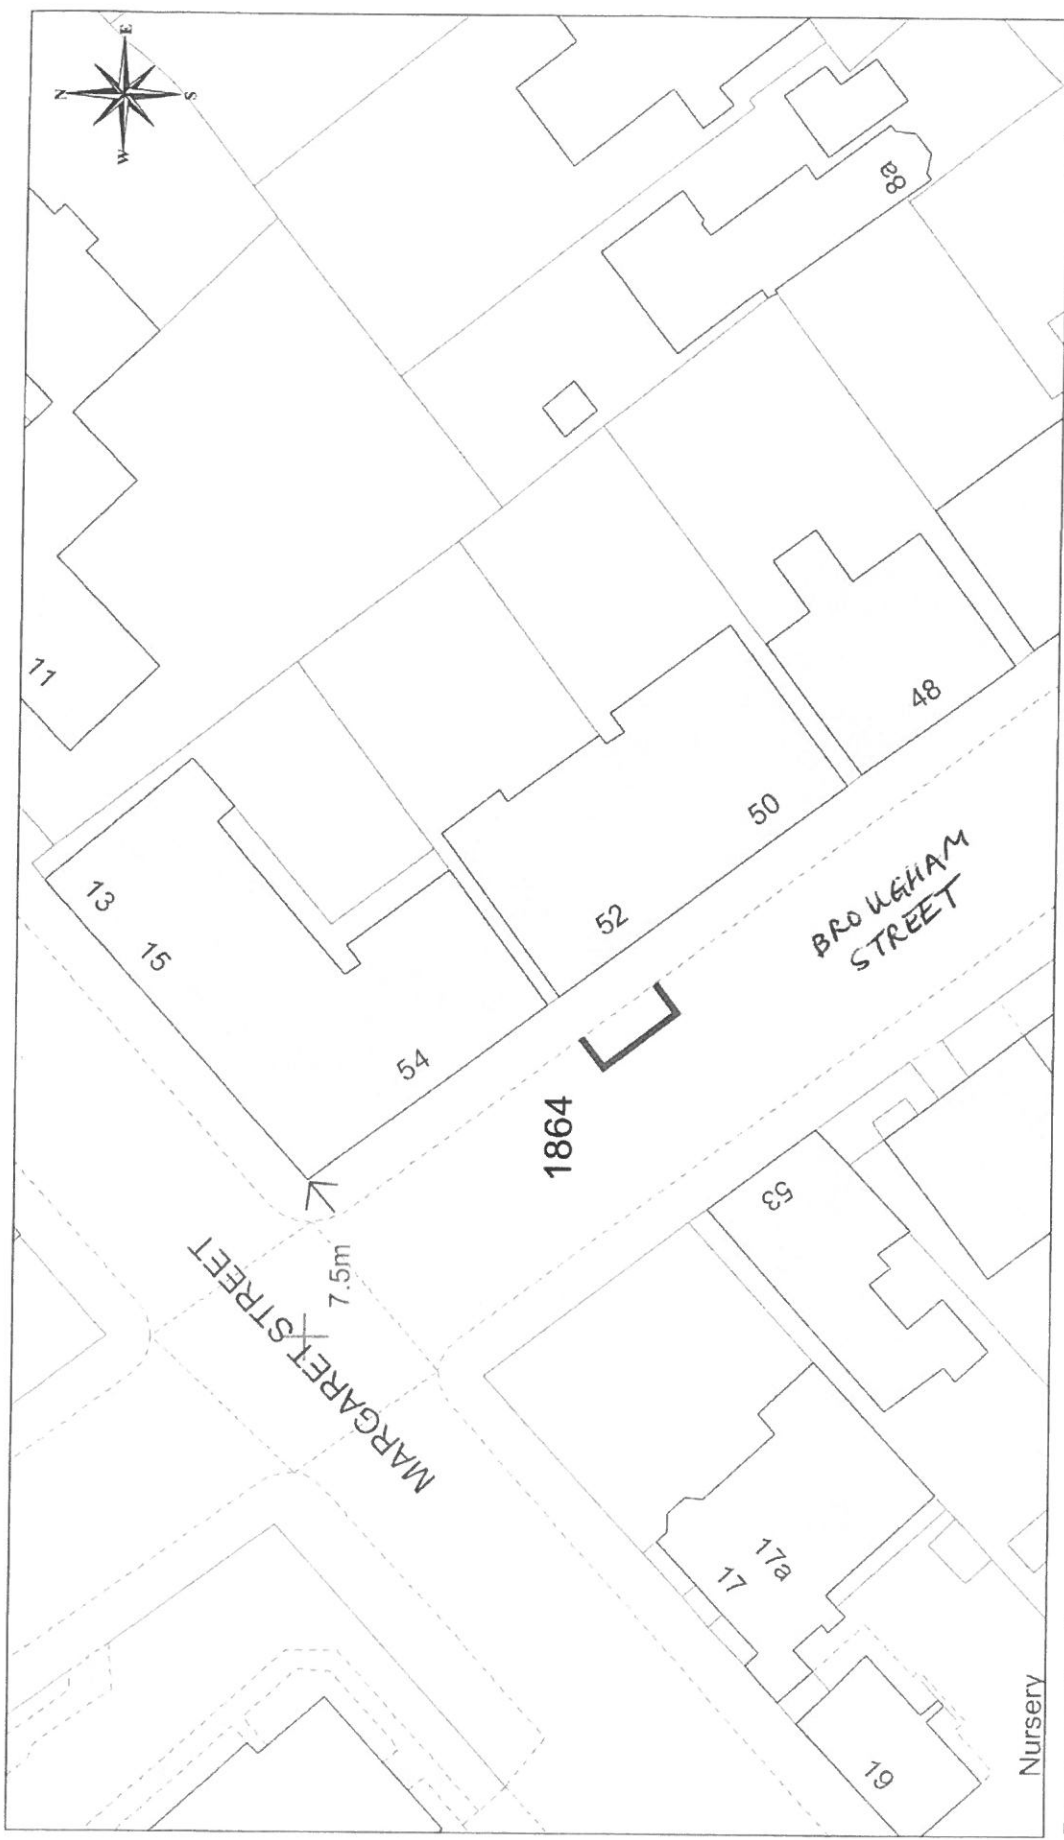 E
N
S
W
11
13
15
8a
48
50
52
54
BROUGHAM
STREET
1864
53
MARGARET STREET
7.5m
17
17a
19
Nursery